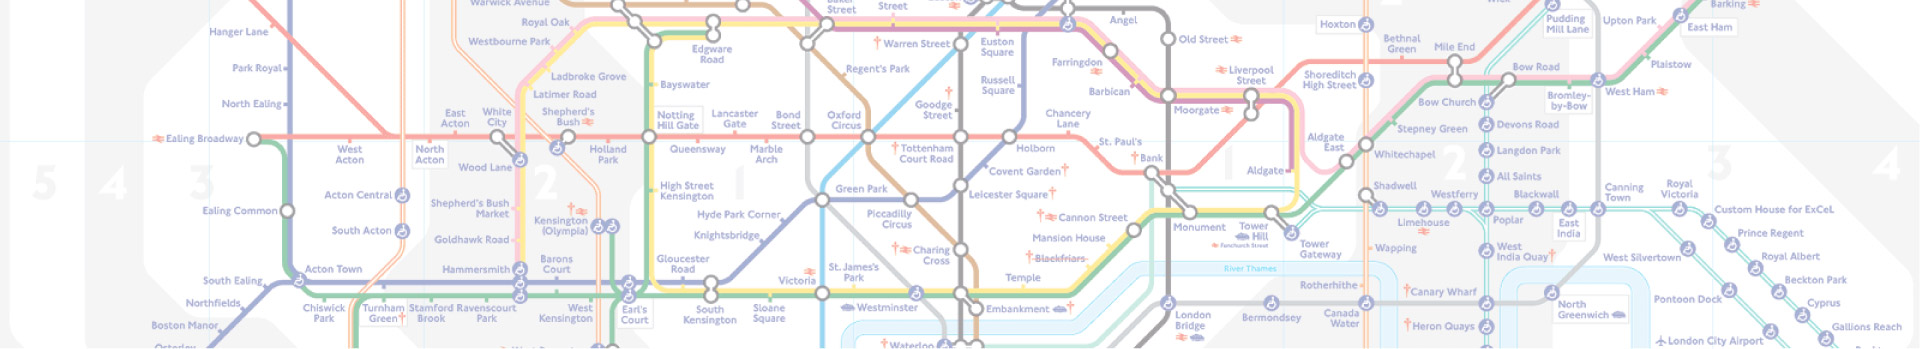 Warwick Avenue
Royal Oak
Hanger Lane
Westbourne Park
Park Royal
North Ealing
Ladbroke Grove
Latimer Road
East
Acton
White
City
Shepherd's
Bush
Ealing Broadway
West
Acton
North
Acton
Wood Lane
Holland
Park
5
4
3
2
Acton Central
Ealing Common
South Acton
Shepherd's Bush
Market
Goldhawk Road
Kensington
(Olympia)
Hammersmith
Barons
Court
Acton Town
South Ealing
Northfields
Boston Manor
Osterley
Chiswick
Park
Turnham
Green
Stamford
Brook
Ravenscourt
Park
West
Kensington
Earl's
Court
Edgware
Road
Bayswater
Notting
Hill Gate
Lancaster
Gate
Queensway
Marble
Arch
Bond
Street
Oxford
Circus
High Street
Kensington
1
Gloucester
Road
South
Kensington
Sloane
Square
Victoria
Hyde Park Corner
Knightsbridge
Baker
Street
Street
Regent's Park
Warren Street
Goodge
Street
Euston
Square
Russell
Square
Tottenham
Court Road
Holborn
Chancery
Lane
Covent Garden
Leicester Square
Green Park
Piccadilly
Circus
Charing
Cross
St. James's
Park
Westminster
Embankment
Waterloo
Temple
Blackfriars
Mansion House
Cannon Street
Angel
Old Street
Farringdon
Barbican
Moorgate
Liverpool
Street
St. Paul's
Bank
Monument
Tower
Hill
Fenchurch Street
Tower
Gateway
Aldgate
Aldgate
East
1
River Thames
London
Bridge
Bermondsey
Canada
Water
Rotherhithe
Wapping
Shadwell
Whitechapel
Stepney Green
Hoxton
Shoreditch
High Street
Bethnal
Green
Mile End
Bow Road
Bow Church
Devons Road
Langdon Park
All Saints
2
Limehouse
Westferry
Poplar
Blackwall
East
India
Canning
Town
West
India Quay
Canary Wharf
Heron Quays
North
Greenwich
Bromley-
by-Bow
West Ham
Plaistow
Upton Park
East Ham
Barking
Wick
Pudding
Mill Lane
3
4
Royal
Victoria
Custom House for ExCeL
Prince Regent
Royal Albert
Beckton Park
Cyprus
Gallions Reach
West Silvertown
Pontoon Dock
London City Airport